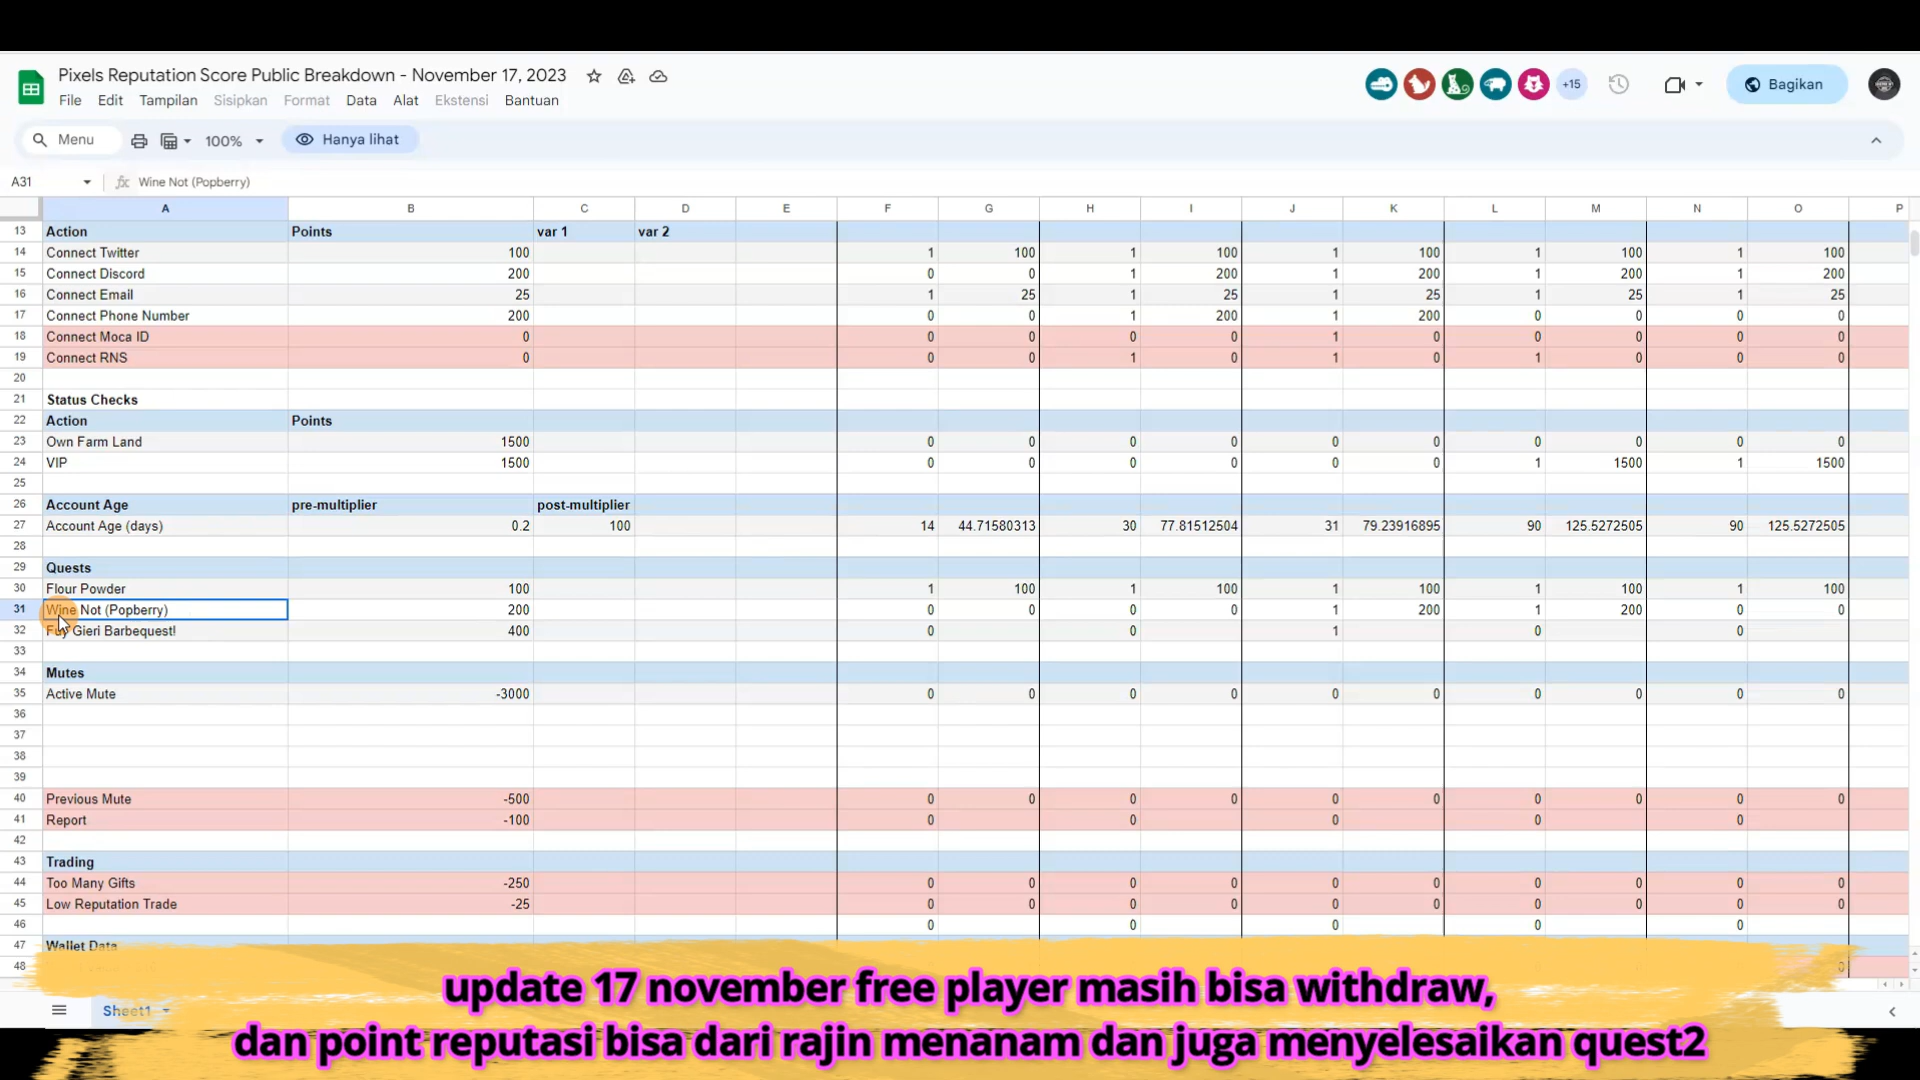 Pixels Reputation Score Public Breakdown - November 17, 2023
File Edit Tampilan Sisipkan Format Data Alat Ekstensi Bantuan
+15
Bagikan
Menu 100% Hanya lihat
A31 fx Wine Not (Popberry)
A B C D E F G H I J K L M N O P
13 Action Points var 1 var 2
14 Connect Twitter 100 1 100 1 100 1 100 1 100 1 100
15 Connect Discord 200 0 0 1 200 1 200 1 200 1 200
16 Connect Email 25 1 25 1 25 1 25 1 25 1 25
17 Connect Phone Number 200 0 0 1 200 1 200 0 0 0 0
18 Connect Moca ID 0 0 0 0 0 1 0 0 0 0 0
19 Connect RNS 0 0 0 1 0 1 0 1 0 0 0
20
21 Status Checks
22 Action Points
23 Own Farm Land 1500 0 0 0 0 0 0 0 0 0 0
24 VIP 1500 0 0 0 0 0 0 1 1500 1 1500
25
26 Account Age pre-multiplier post-multiplier
27 Account Age (days) 0.2 100 14 44.71580313 30 77.81512504 31 79.23916895 90 125.5272505 90 125.5272505
28
29 Quests
30 Flour Powder 100 1 100 1 100 1 100 1 100 1 100
31 Wine Not (Popberry) 200 0 0 0 0 1 200 1 200 0 0
32 Gieri Barbequest! 400 0 0 1 0 0
33
34 Mutes
35 Active Mute -3000 0 0 0 0 0 0 0 0 0 0
36
37
38
39
40 Previous Mute -500 0 0 0 0 0 0 0 0 0 0
41 Report -100 0 0 0 0 0
42
43 Trading
44 Too Many Gifts -250 0 0 0 0 0 0 0 0 0 0
45 Low Reputation Trade -25 0 0 0 0 0 0 0 0 0 0
46 0 0 0 0 0
47 Wallet Data
48 0
Sheet1
update 17 november free player masih bisa withdraw,
dan point reputasi bisa dari rajin menanam dan juga menyelesaikan quest2